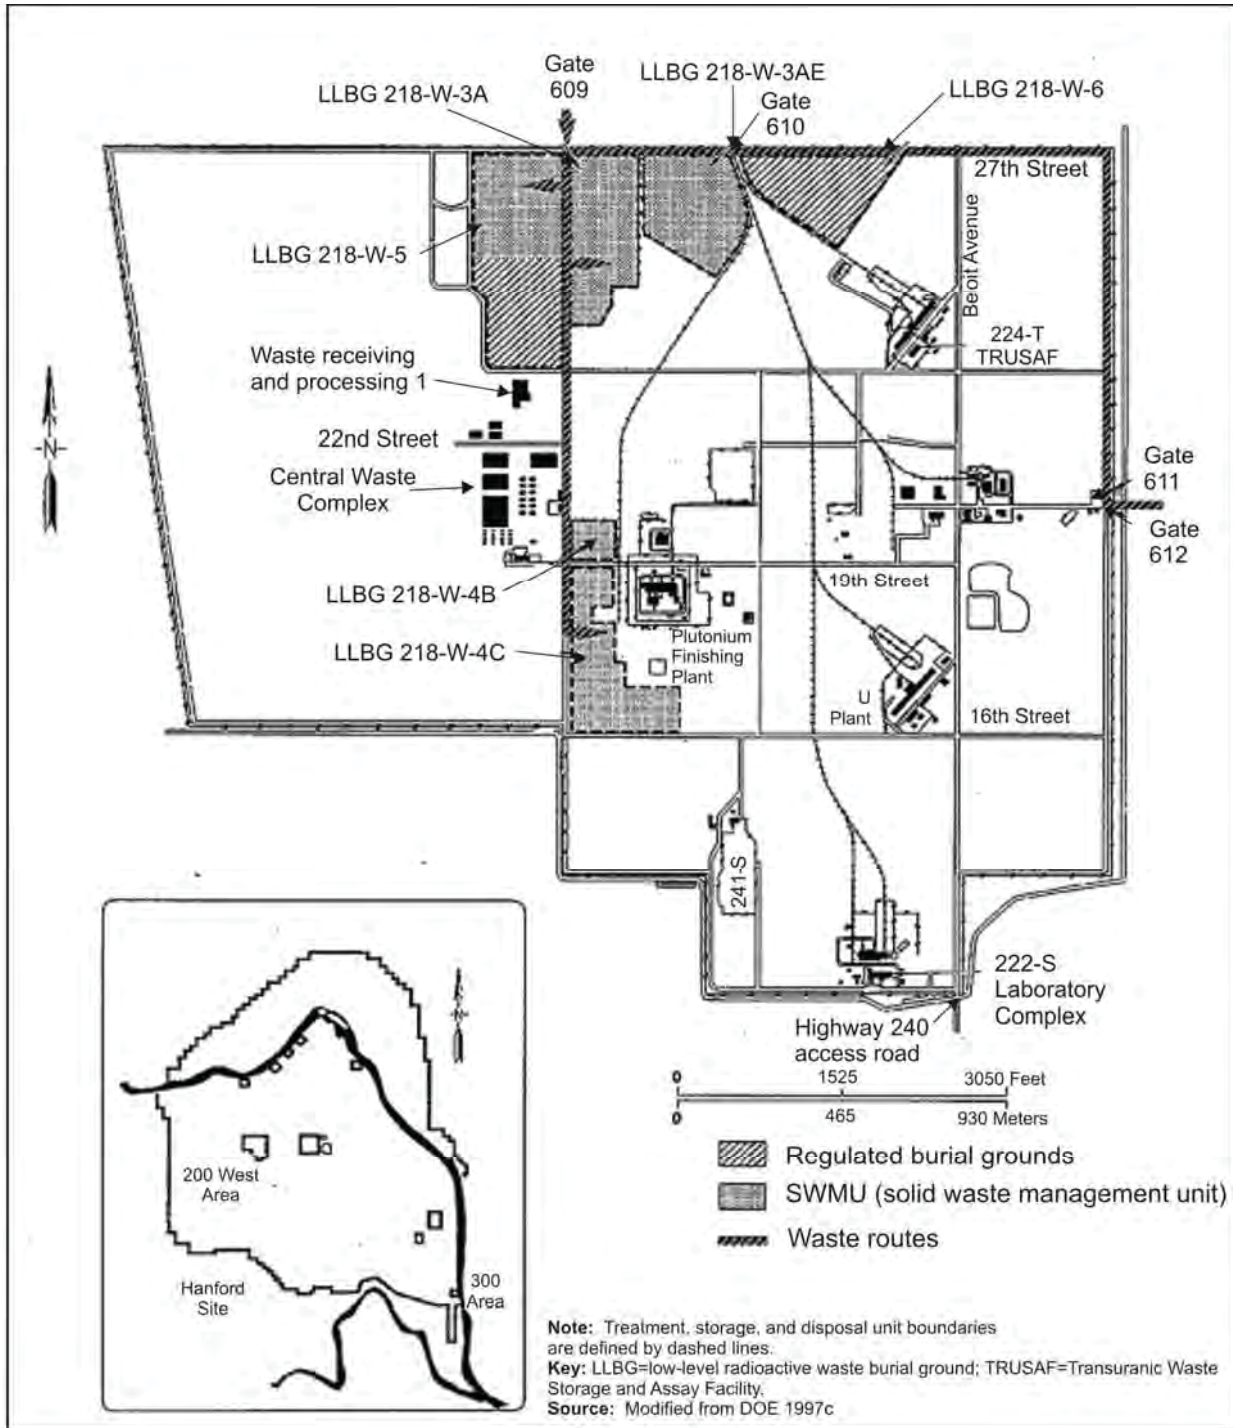 Gate
609
LLBG 218-W-3AE
LLBG 218-W-3A
Gate
610
LLBG 218-W-6
27th Street
LLBG 218-W-5
Beloit Avenue
224-T
TRUSAF
Waste receiving
and processing 1
22nd Street
N
Central Waste
Complex
Gate
611
Gate
612
19th Street
LLBG 218-W-4B
LLBG 218-W-4C
Plutonium
Finishing
Plant
U
Plant
16th Street
241-S
222-S
Laboratory
Complex
Highway 240
access road
0 1525 3050 Feet
0 465 930 Meters
Regulated burial grounds
SWMU (solid waste management unit)
Waste routes
N
200 West
Area
Hanford
Site
300
Area
Note: Treatment, storage, and disposal unit boundaries
are defined by dashed lines.
Key: LLBG=low-level radioactive waste burial ground; TRUSAF=Transuranic Waste
Storage and Assay Facility.
Source: Modified from DOE 1997c